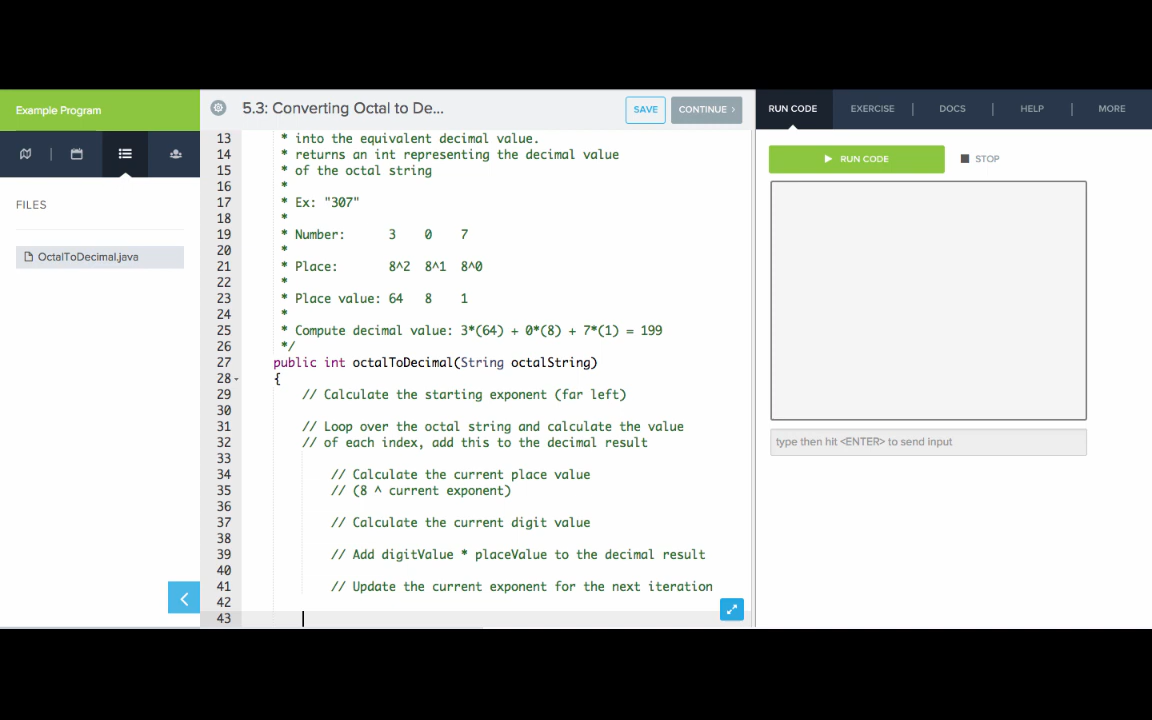 Example Program
5.3: Converting Octal to De...
SAVE
CONTINUE >
RUN CODE
EXERCISE
DOCS
HELP
MORE
FILES
OctalToDecimal.java
13 * into the equivalent decimal value.
14 * returns an int representing the decimal value
15 * of the octal string
16 *
17 * Ex: "307"
18 *
19 * Number: 3 0 7
20 *
21 * Place: 8^2 8^1 8^0
22 *
23 * Place value: 64 8 1
24 *
25 * Compute decimal value: 3*(64) + 0*(8) + 7*(1) = 199
26 */
27 public int octalToDecimal(String octalString)
28 {
29 // Calculate the starting exponent (far left)
30
31 // Loop over the octal string and calculate the value
32 // of each index, add this to the decimal result
33
34 // Calculate the current place value
35 // (8 ^ current exponent)
36
37 // Calculate the current digit value
38
39 // Add digitValue * placeValue to the decimal result
40
41 // Update the current exponent for the next iteration
42
43
RUN CODE
STOP
type then hit <ENTER> to send input